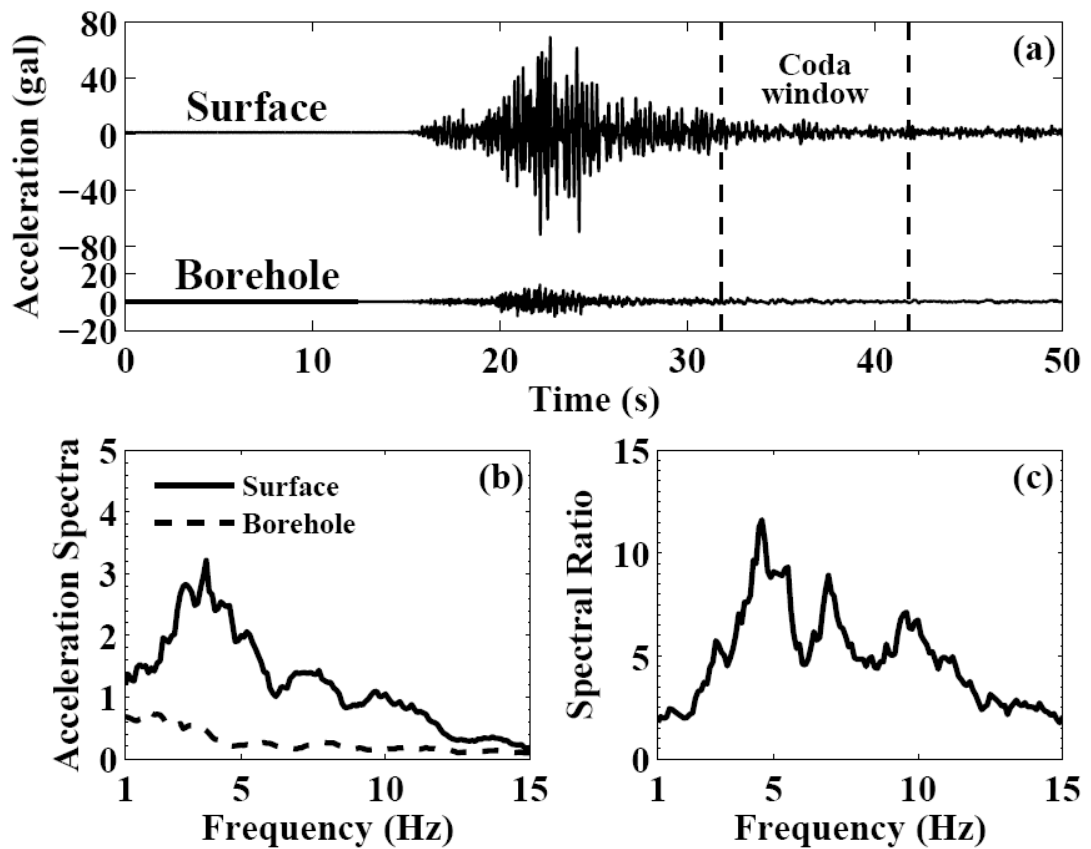 (a)
Acceleration (gal)
80
40
0
−40
−80
20
0
−20
Surface
Borehole
Coda
window
0 10 20 30 40 50
Time (s)
(b)
Acceleration Spectra
5
4
3
2
1
0
Surface
Borehole
1 5 10 15
Frequency (Hz)
(c)
Spectral Ratio
15
10
5
0
1 5 10 15
Frequency (Hz)